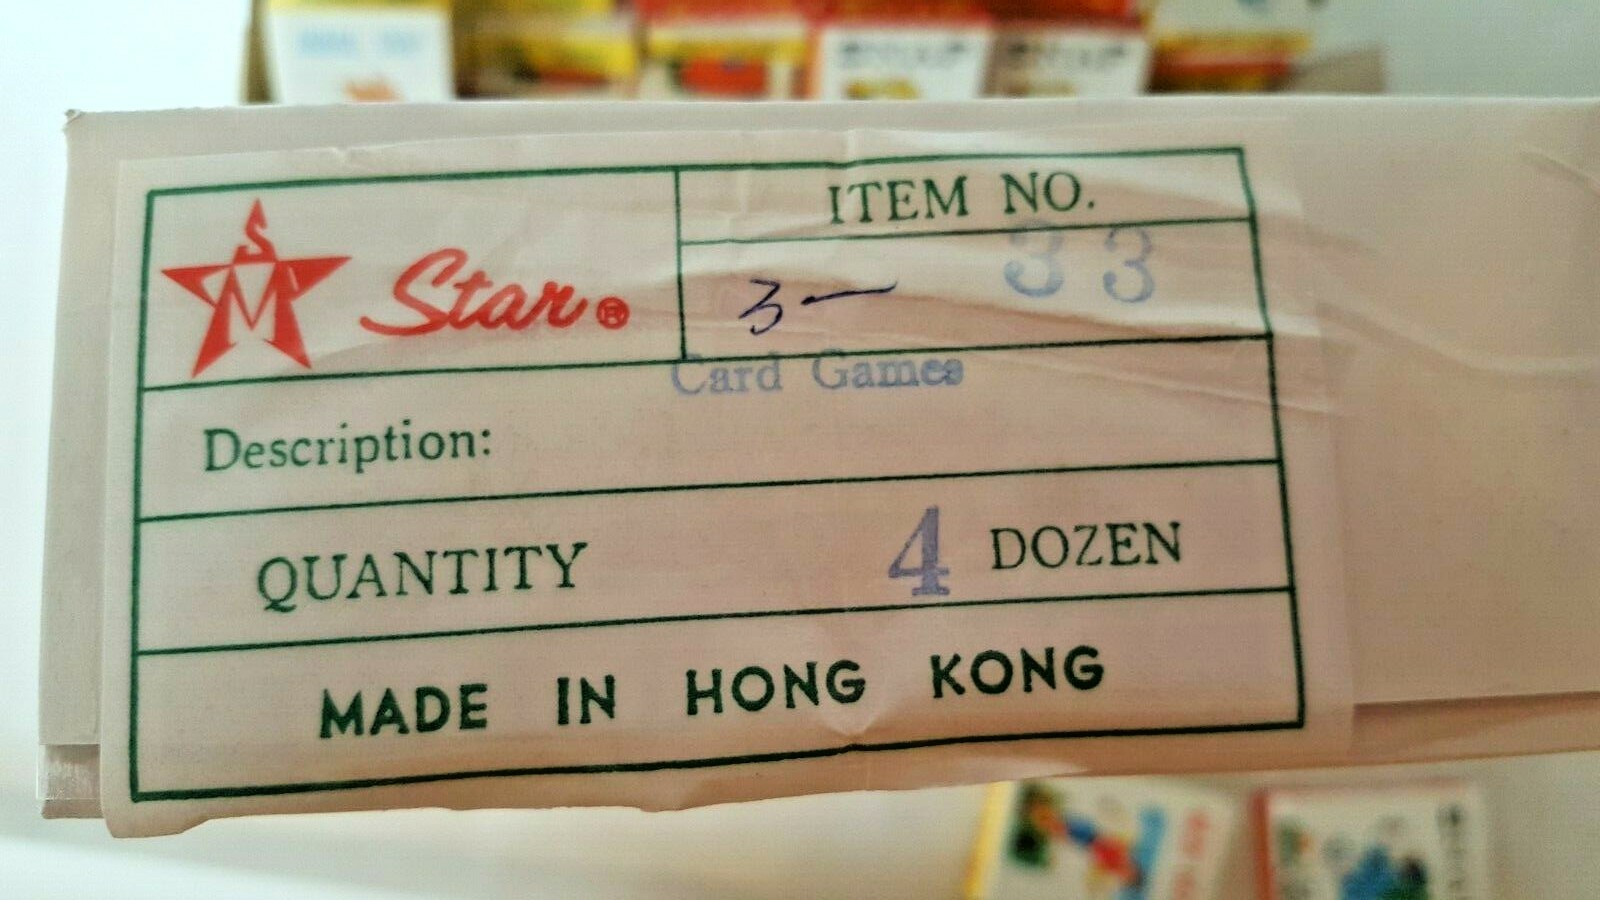 SM Star ®
ITEM NO.
3— 33
Card Games
Description:
QUANTITY 4 DOZEN
MADE IN HONG KONG